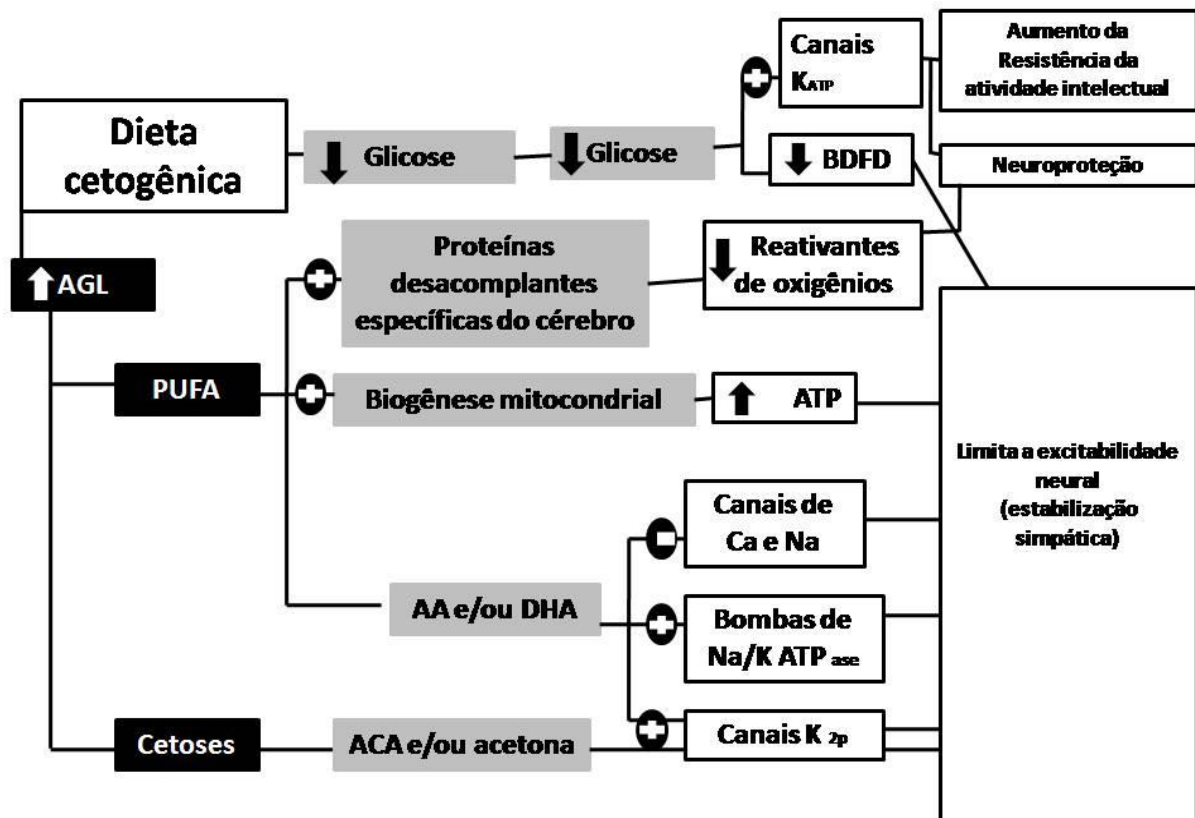 Dieta
cetogênica
Glicose
Glicose
Canais
KATP
BDFD
Aumento da
Resistência da
atividade intelectual
Neuroproteção
AGL
Proteínas
desacomplantes
específicas do cérebro
Reativantes
de oxigênios
PUFA
Biogênese mitocondrial
ATP
Limita a excitabilidade
neural
(estabilização
simpática)
Canais de
Ca e Na
AA e/ou DHA
Bombas de
Na/K ATP ase
Canais K 2p
Cetoses
ACA e/ou acetona